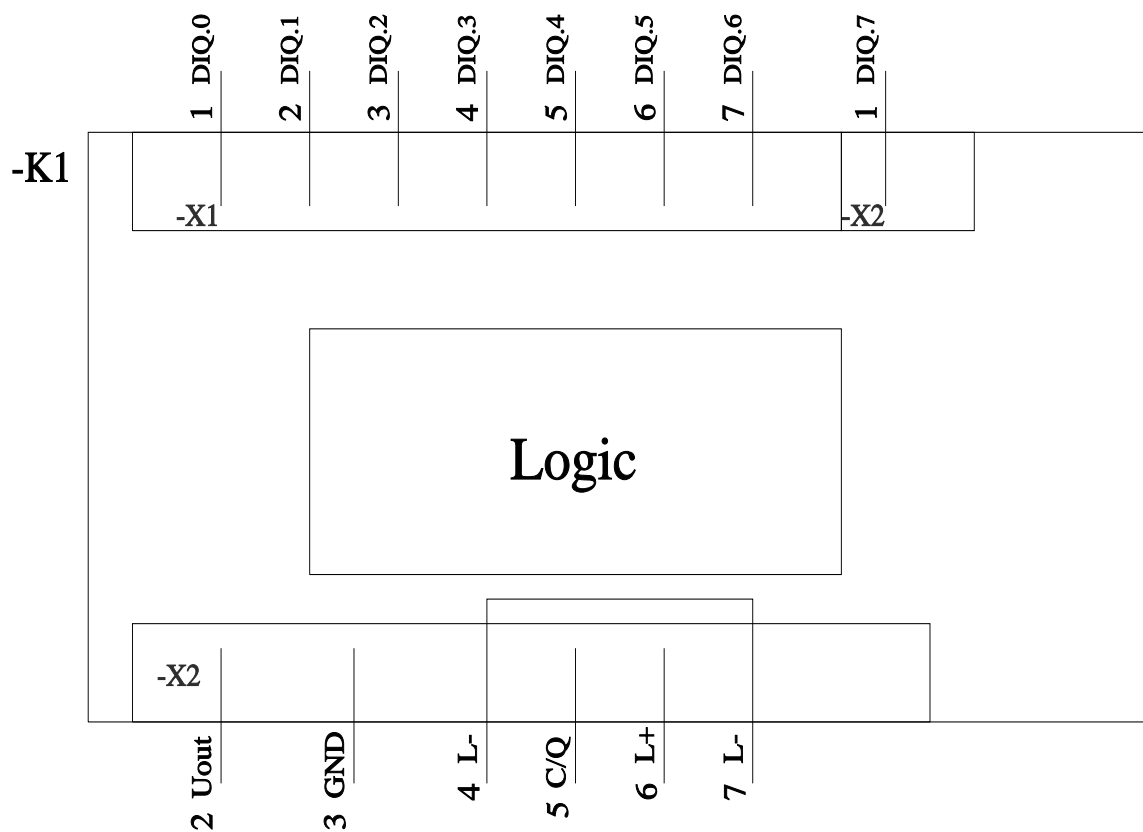 1 DIQ.0
2 DIQ.1
3 DIQ.2
4 DIQ.3
5 DIQ.4
6 DIQ.5
7 DIQ.6
1 DIQ.7
-K1
-X1
-X2
Logic
-X2
2 Uout
3 GND
4 L-
5 C/Q
6 L+
7 L-